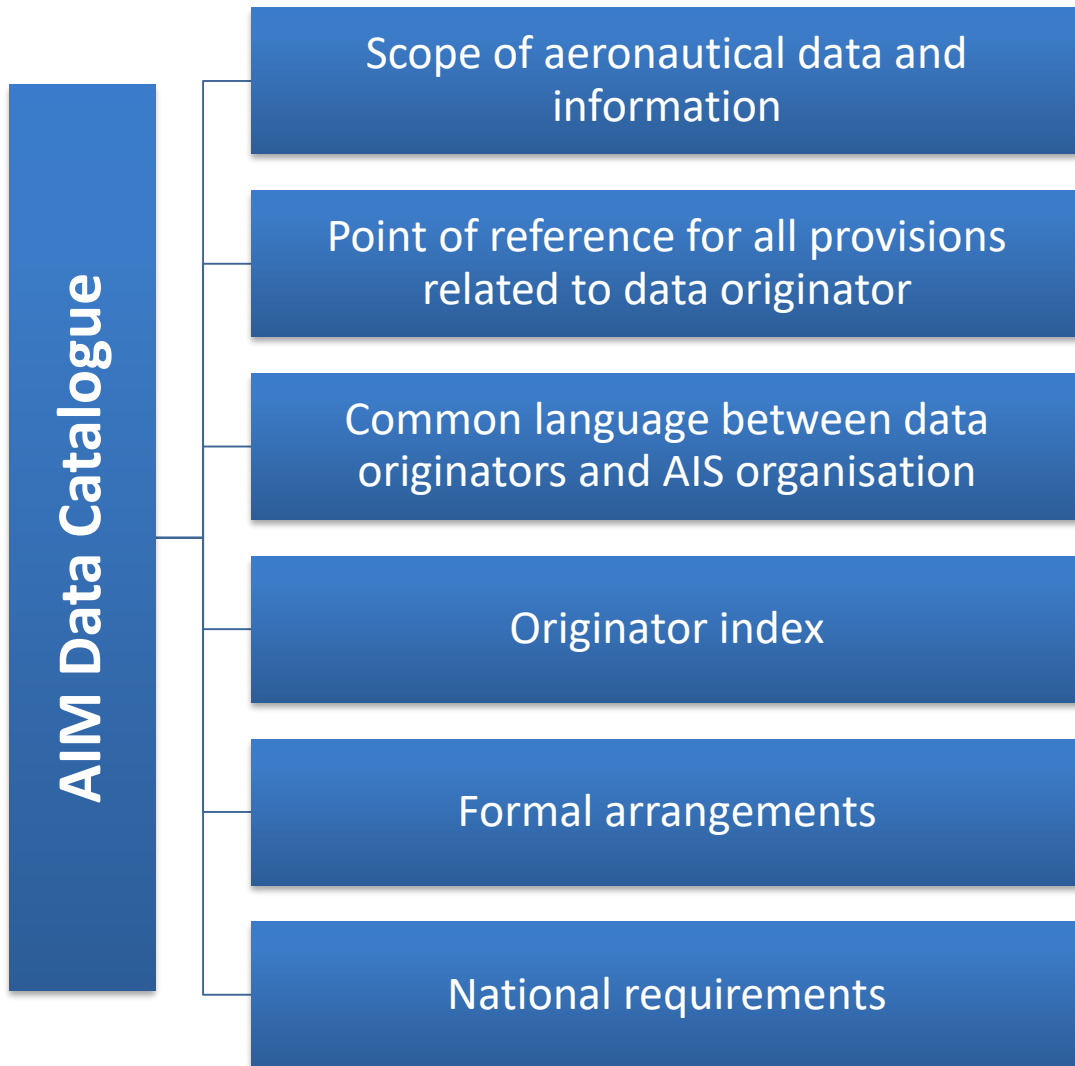 AIM Data Catalogue
Scope of aeronautical data and
information
Point of reference for all provisions
related to data originator
Common language between data
originators and AIS organisation
Originator index
Formal arrangements
National requirements